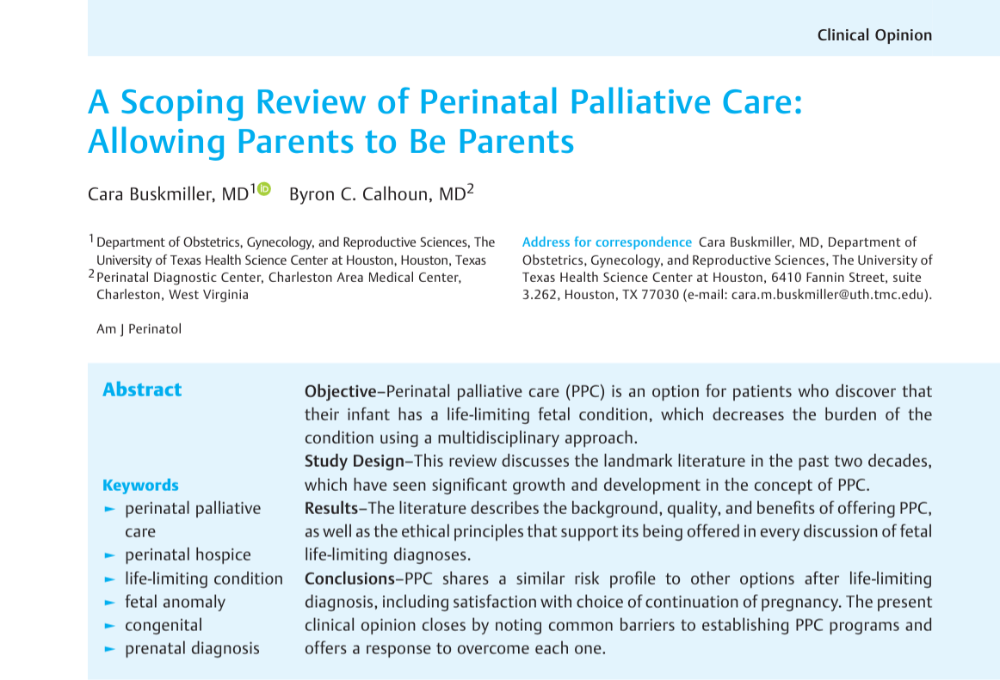 Clinical Opinion
A Scoping Review of Perinatal Palliative Care:
Allowing Parents to Be Parents
Cara Buskmiller, MD1 iD Byron C. Calhoun, MD2
1 Department of Obstetrics, Gynecology, and Reproductive Sciences, The
University of Texas Health Science Center at Houston, Houston, Texas
2 Perinatal Diagnostic Center, Charleston Area Medical Center,
Charleston, West Virginia
Am J Perinatol
Address for correspondence Cara Buskmiller, MD, Department of
Obstetrics, Gynecology, and Reproductive Sciences, The University of
Texas Health Science Center at Houston, 6410 Fannin Street, suite
3.262, Houston, TX 77030 (e-mail: cara.m.buskmiller@uth.tmc.edu).
Abstract
Keywords
► perinatal palliative
care
► perinatal hospice
► life-limiting condition
► fetal anomaly
► congenital
► prenatal diagnosis
Objective–Perinatal palliative care (PPC) is an option for patients who discover that
their infant has a life-limiting fetal condition, which decreases the burden of the
condition using a multidisciplinary approach.
Study Design–This review discusses the landmark literature in the past two decades,
which have seen significant growth and development in the concept of PPC.
Results–The literature describes the background, quality, and benefits of offering PPC,
as well as the ethical principles that support its being offered in every discussion of fetal
life-limiting diagnoses.
Conclusions–PPC shares a similar risk profile to other options after life-limiting
diagnosis, including satisfaction with choice of continuation of pregnancy. The present
clinical opinion closes by noting common barriers to establishing PPC programs and
offers a response to overcome each one.